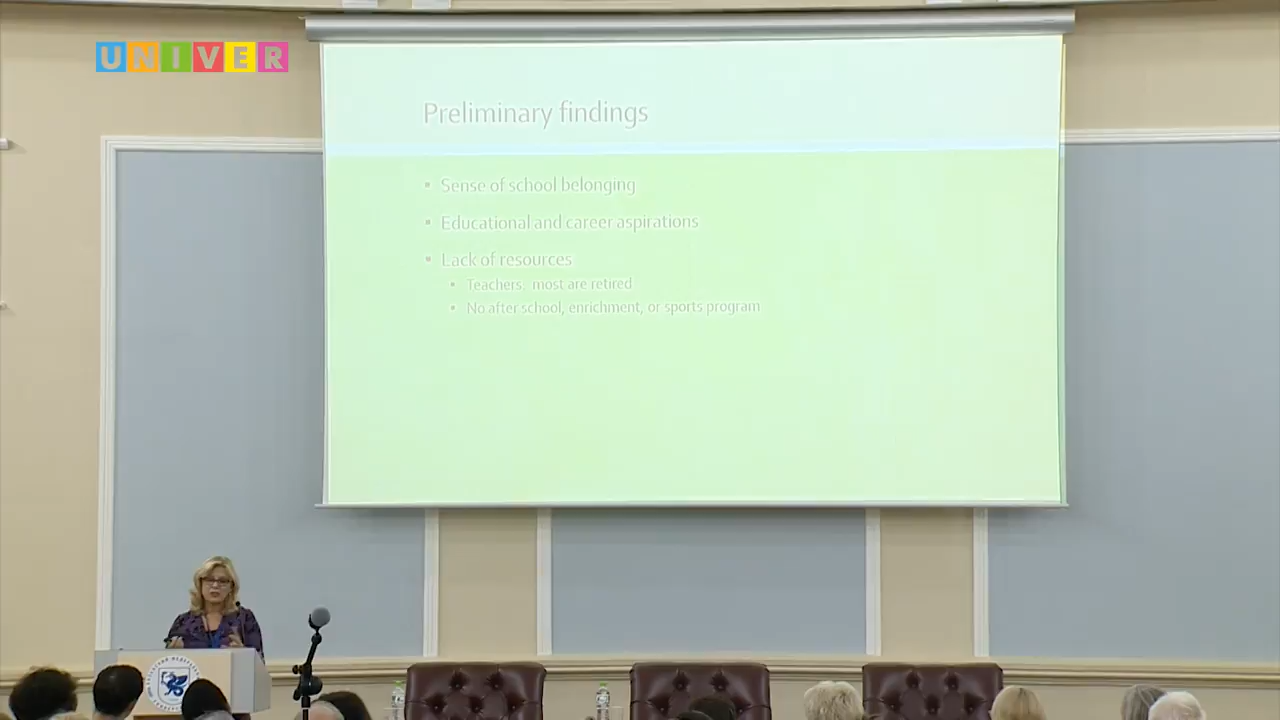 UNIVER
Preliminary findings
▪ Sense of school belonging
▪ Educational and career aspirations
▪ Lack of resources
▪ Teachers: most are retired
▪ No after school, enrichment, or sports program